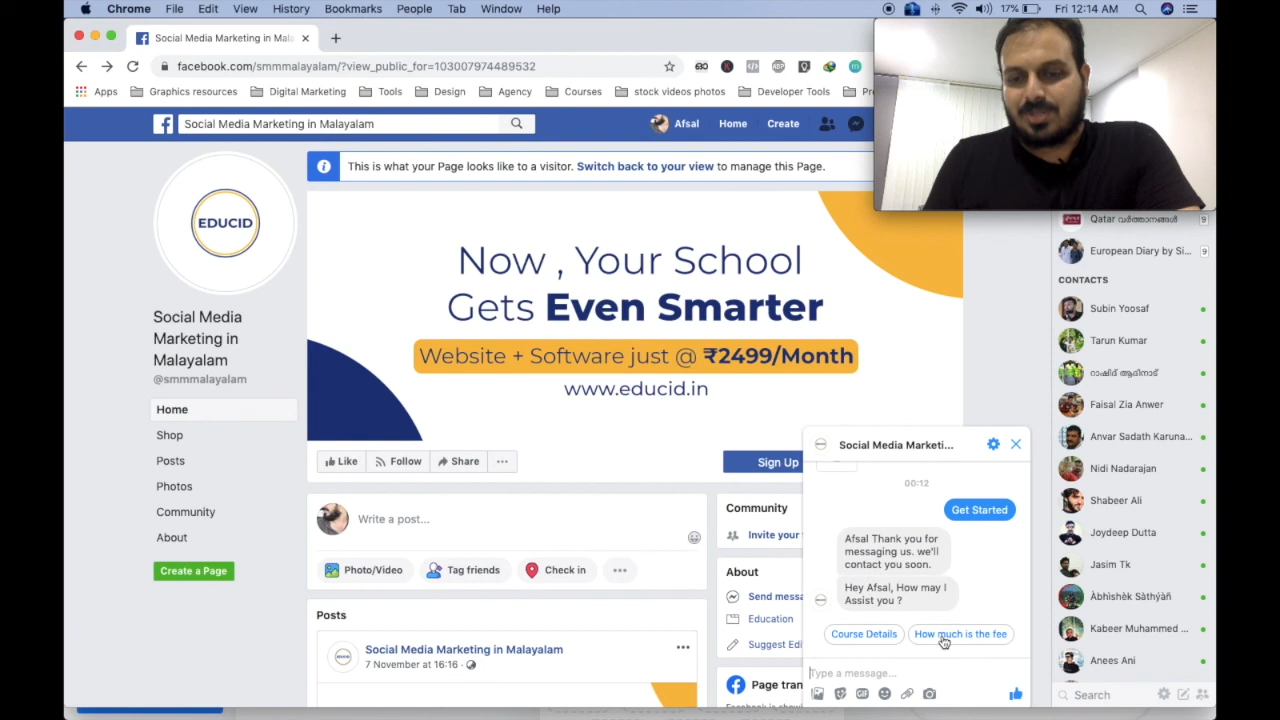 Chrome File Edit View History Bookmarks People Tab Window Help
17% Fri 12:14 AM
Social Media Marketing in Mal
facebook.com/smmmalayalam/?view_public_for=103007974489532
Apps Graphics resources Digital Marketing Tools Design Agency Courses stock videos photos Developer Tools
Social Media Marketing in Malayalam
Afsal Home Create
This is what your Page looks like to a visitor. Switch back to your view to manage this Page.
EDUCID
Social Media
Marketing in
Malayalam
@smmmalayalam
Home
Shop
Posts
Photos
Community
About
Create a Page
Now , Your School
Gets Even Smarter
Website + Software just @ ₹2499/Month
www.educid.in
Like Follow Share ...
Sign Up
Write a post...
Photo/Video Tag friends Check in ...
Posts
EDUCID
Social Media Marketing in Malayalam
7 November at 16:16
Community
Invite your
About
Send messa
Education
Suggest Edi
Page tran
Facebook is showi
Social Media Marketi...
00:12
Get Started
Afsal Thank you for
messaging us. we'll
contact you soon.
Hey Afsal, How may I
Assist you ?
Course Details How much is the fee
Type a message...
GIF
Qatar വർത്തമാനങ്ങൾ 9
European Diary by Si... 9
CONTACTS
Subin Yoosaf
Tarun Kumar
Faisal Zia Anwer
Anvar Sadath Karuna...
Nidi Nadarajan
Shabeer Ali
Joydeep Dutta
Jasim Tk
Àbhìshèk Sàthÿàñ
Kabeer Muhammed ...
Anees Ani
Search